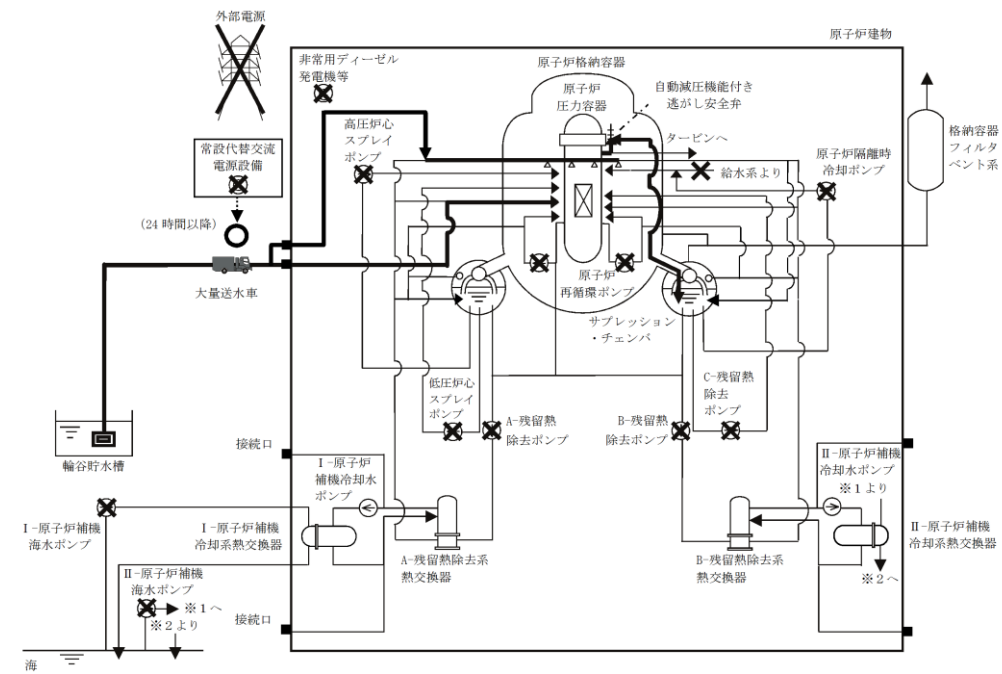 外部電源
原子炉建物
非常用ディーゼル
発電機等
原子炉格納容器
原子炉
圧力容器
自動減圧機能付き
逃がし安全弁
常設代替交流
電源設備
高圧炉心
スプレイ
ポンプ
タービンへ
給水系より
原子炉隔離時
冷却ポンプ
格納容器
フィルタ
ベント系
(24時間以降)
大量送水車
原子炉
再循環ポンプ
サプレッション
・チェンバ
低圧炉心
スプレイ
ポンプ
A-残留熱
除去ポンプ
B-残留熱
除去ポンプ
C-残留熱
除去
ポンプ
輪谷貯水槽
接続口
Ⅰ-原子炉
補機冷却水
ポンプ
Ⅱ-原子炉補機
冷却水ポンプ
※1より
Ⅰ-原子炉補機
海水ポンプ
Ⅰ-原子炉補機
冷却系熱交換器
A-残留熱除去系
熱交換器
B-残留熱除去系
熱交換器
Ⅱ-原子炉補機
冷却系熱交換器
※2へ
Ⅱ-原子炉補機
海水ポンプ
※1へ
※2より
接続口
海